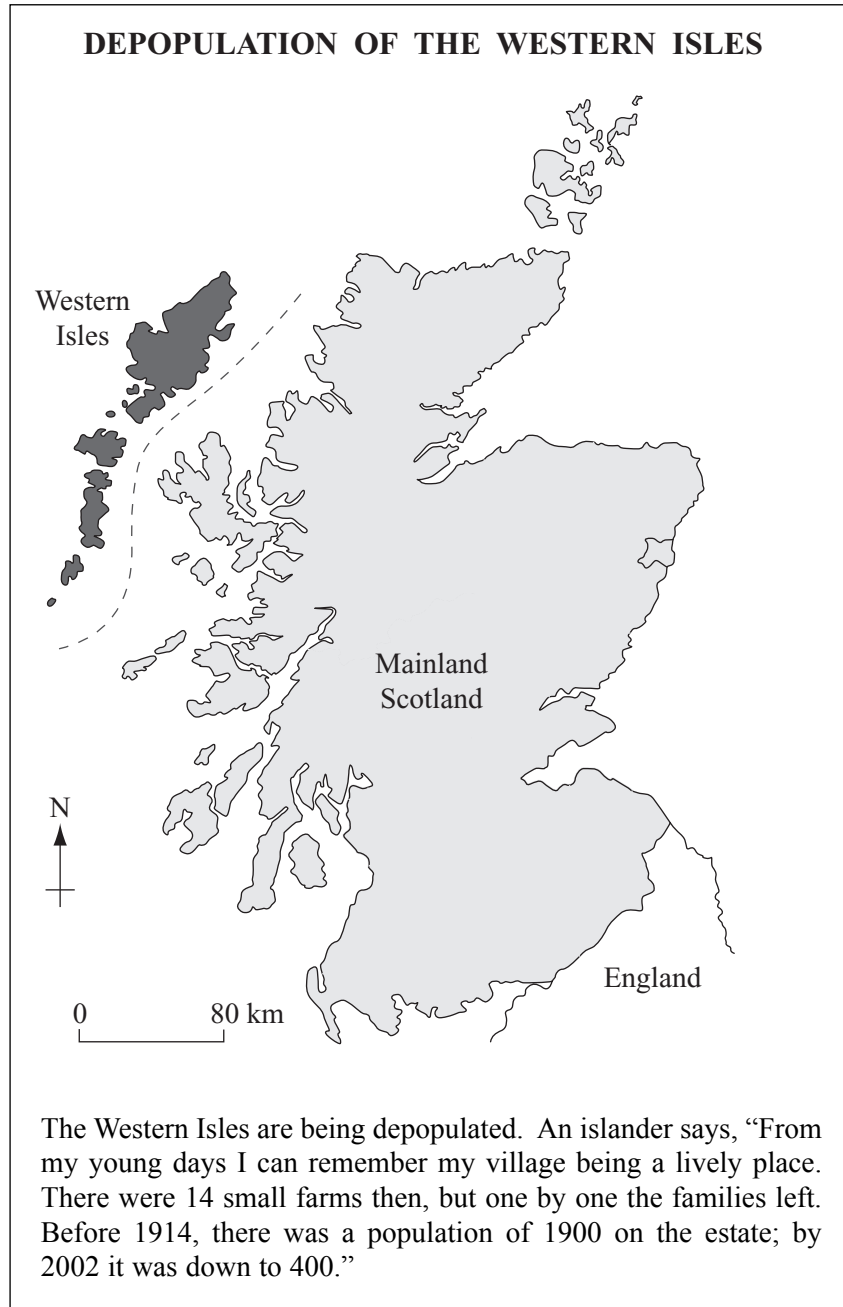 DEPOPULATION OF THE WESTERN ISLES
Western
Isles
Mainland
Scotland
N
England
0 80 km
The Western Isles are being depopulated. An islander says, “From
my young days I can remember my village being a lively place.
There were 14 small farms then, but one by one the families left.
Before 1914, there was a population of 1900 on the estate; by
2002 it was down to 400.”